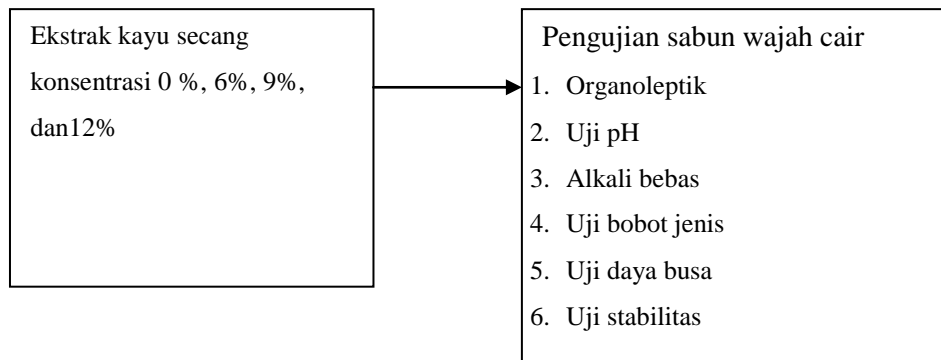 Ekstrak kayu secang
konsentrasi 0 %, 6%, 9%,
dan12%
Pengujian sabun wajah cair
1. Organoleptik
2. Uji pH
3. Alkali bebas
4. Uji bobot jenis
5. Uji daya busa
6. Uji stabilitas